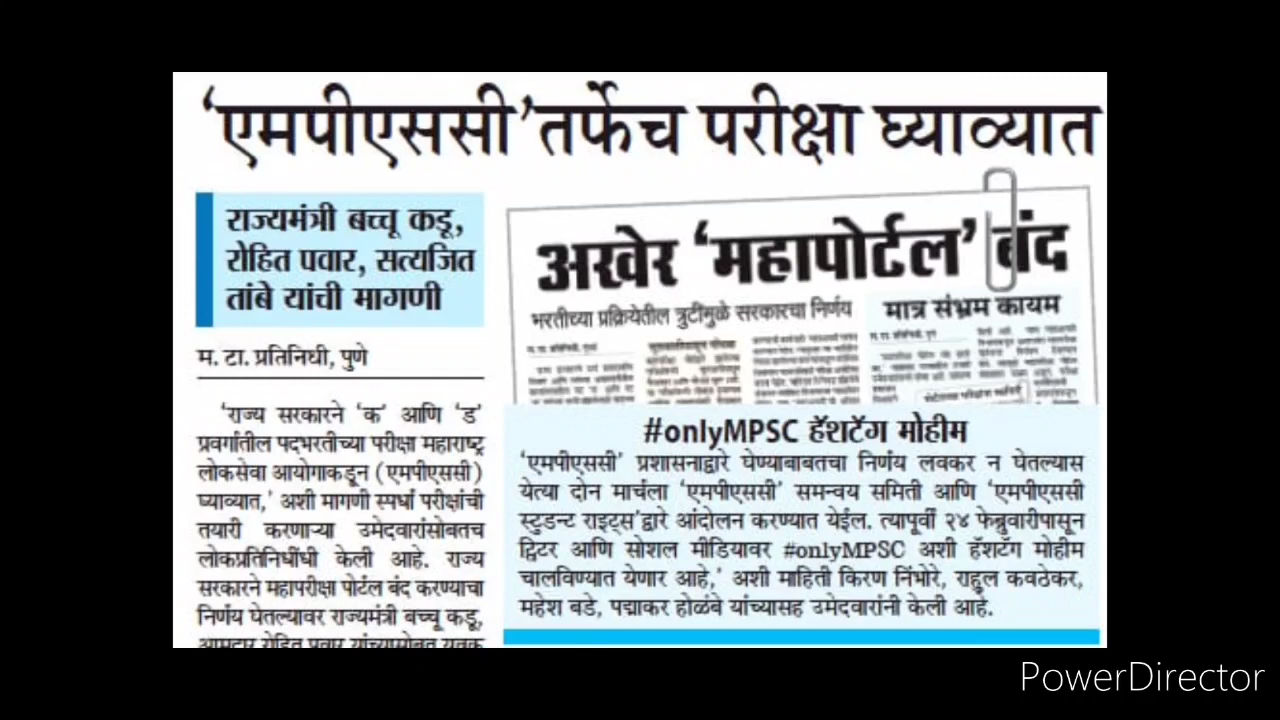 ‘एमपीएससी’तर्फेच परीक्षा घ्याव्यात
राज्यमंत्री बच्चू कडू,
रोहित पवार, सत्यजित
तांबे यांची मागणी
म. टा. प्रतिनिधी, पुणे
‘राज्य सरकारने ‘क’ आणि ‘ड’
प्रवर्गातील पदभरतीच्या परीक्षा महाराष्ट्र
लोकसेवा आयोगाकडून (एमपीएससी)
घ्याव्यात,’ अशी मागणी स्पर्धा परीक्षांची
तयारी करणाऱ्या उमेदवारांसोबतच
लोकप्रतिनिधींधी केली आहे. राज्य
सरकारने महापरीक्षा पोर्टल बंद करण्याचा
निर्णय घेतल्यावर राज्यमंत्री बच्चू कडू,
आमदार रोहित पवार यांच्यासोबत युवक
अखेर ‘महापोर्टल’ बंद
भरतीच्या प्रक्रियेतील त्रुटींमुळे सरकारचा निर्णय
मात्र संभ्रम कायम
#onlyMPSC हॅशटॅग मोहीम
‘एमपीएससी’ प्रशासनाद्वारे घेण्याबाबतचा निर्णय लवकर न घेतल्यास
येत्या दोन मार्चला ‘एमपीएससी’ समन्वय समिती आणि ‘एमपीएससी
स्टुडन्ट राइट्स’द्वारे आंदोलन करण्यात येईल. त्यापूर्वी २४ फेब्रुवारीपासून
ट्विटर आणि सोशल मीडियावर #onlyMPSC अशी हॅशटॅग मोहीम
चालविण्यात येणार आहे,’ अशी माहिती किरण निंभोरे, राहूल कवठेकर,
महेश बडे, पद्माकर होळंबे यांच्यासह उमेदवारांनी केली आहे.
PowerDirector